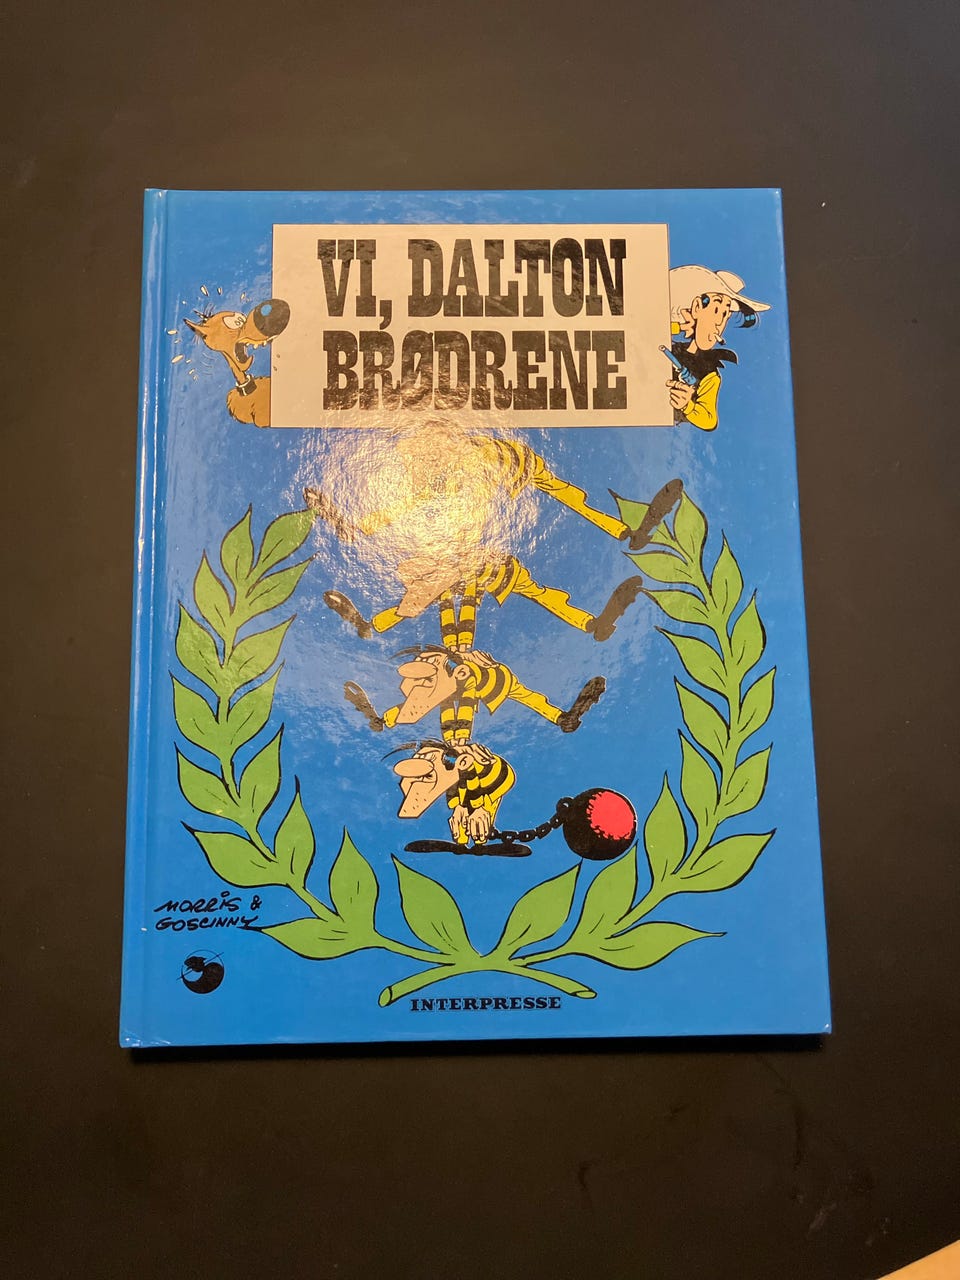 VI, DALTON
BRØDRENE
MORRIS &
GOSCINNY
INTERPRESSE